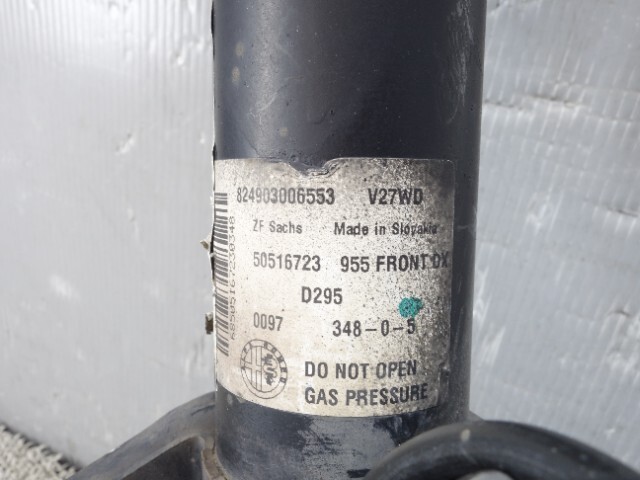 824903006553 V27WD
ZF Sachs Made in Slovakia
50516723 955 FRONT DX
D295
0097 348-0-5
DO NOT OPEN
GAS PRESSURE